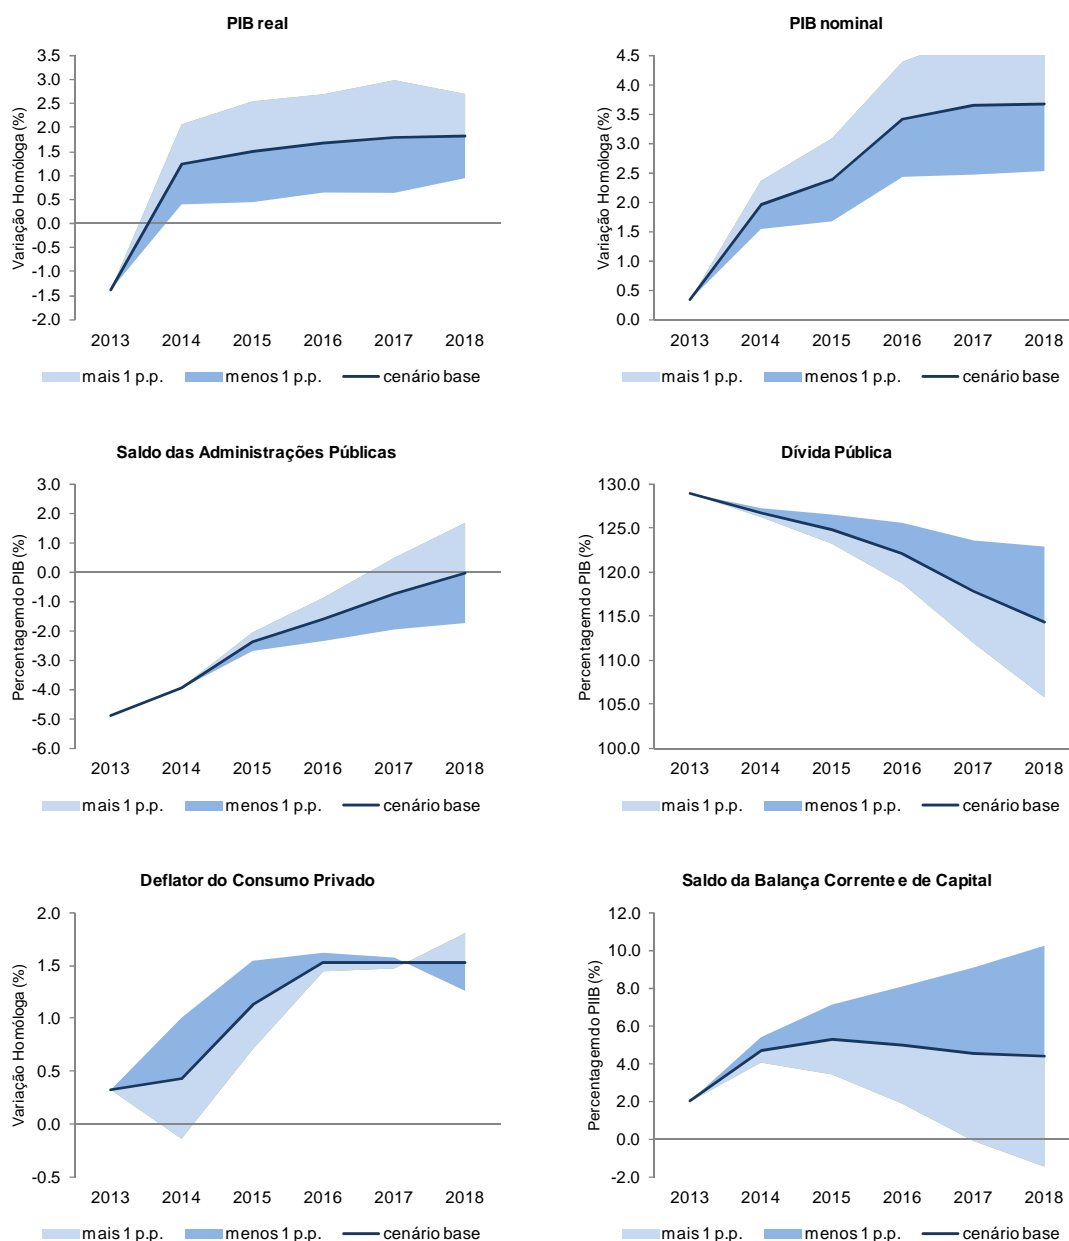 PIB real
Variação Homóloga (%)
4.5
4.0
3.5
3.0
2.5
2.0
1.5
1.0
0.5
0.0
-0.5
-1.0
-1.5
-2.0
2013 2014 2015 2016 2017 2018
mais 1 p.p. menos 1 p.p. cenário base
PIB nominal
Variação Homóloga (%)
4.5
4.0
3.5
3.0
2.5
2.0
1.5
1.0
0.5
0.0
2013 2014 2015 2016 2017 2018
mais 1 p.p. menos 1 p.p. cenário base
Saldo das Administrações Públicas
Percentagemdo PIB (%)
3.0
2.0
1.0
0.0
-1.0
-2.0
-3.0
-4.0
-5.0
-6.0
2013 2014 2015 2016 2017 2018
mais 1 p.p. menos 1 p.p. cenário base
Dívida Pública
Percentagemdo PIB (%)
130.0
125.0
120.0
115.0
110.0
105.0
100.0
2013 2014 2015 2016 2017 2018
mais 1 p.p. menos 1 p.p. cenário base
Deflator do Consumo Privado
Variação Homóloga (%)
2.0
1.5
1.0
0.5
0.0
-0.5
2013 2014 2015 2016 2017 2018
mais 1 p.p. menos 1 p.p. cenário base
Saldo da Balança Corrente e de Capital
Percentagemdo PIIB (%)
12.0
10.0
8.0
6.0
4.0
2.0
0.0
-2.0
2013 2014 2015 2016 2017 2018
mais 1 p.p. menos 1 p.p. cenário base